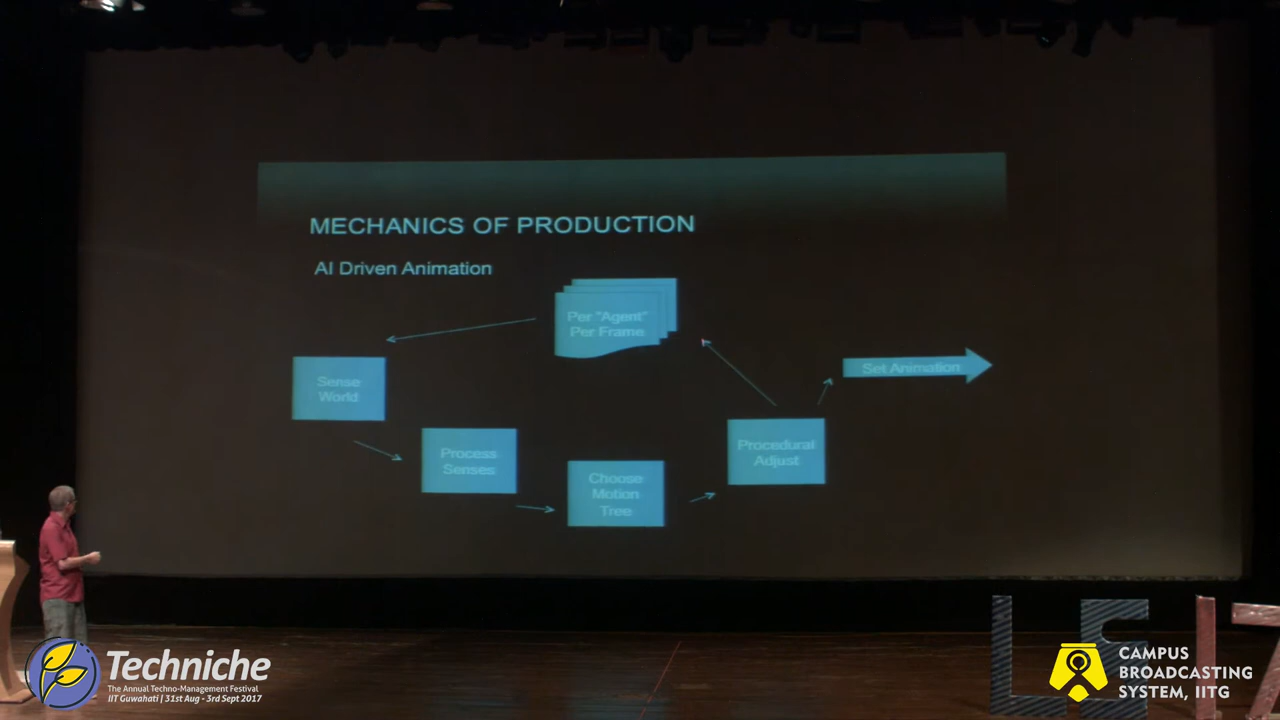 MECHANICS OF PRODUCTION
AI Driven Animation
Per "Agent"
Per Frame
Sense
World
Process
Senses
Choose
Motion
Tree
Procedural
Adjust
Set Animation
LE 17
Techniche
The Annual Techno-Management Festival
IIT Guwahati | 31st Aug - 3rd Sept 2017
CAMPUS
BROADCASTING
SYSTEM, IITG